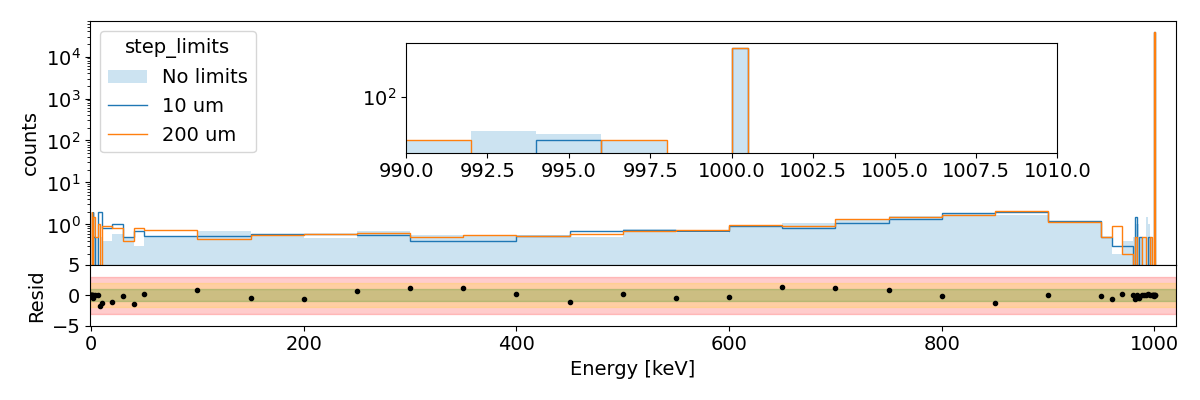 step_limits
No limits
10 um
200 um
counts
10^4
10^3
10^2
10^1
10^0
10^2
990.0 992.5 995.0 997.5 1000.0 1002.5 1005.0 1007.5 1010.0
Resid
5
0
−5
0 200 400 600 800 1000
Energy [keV]